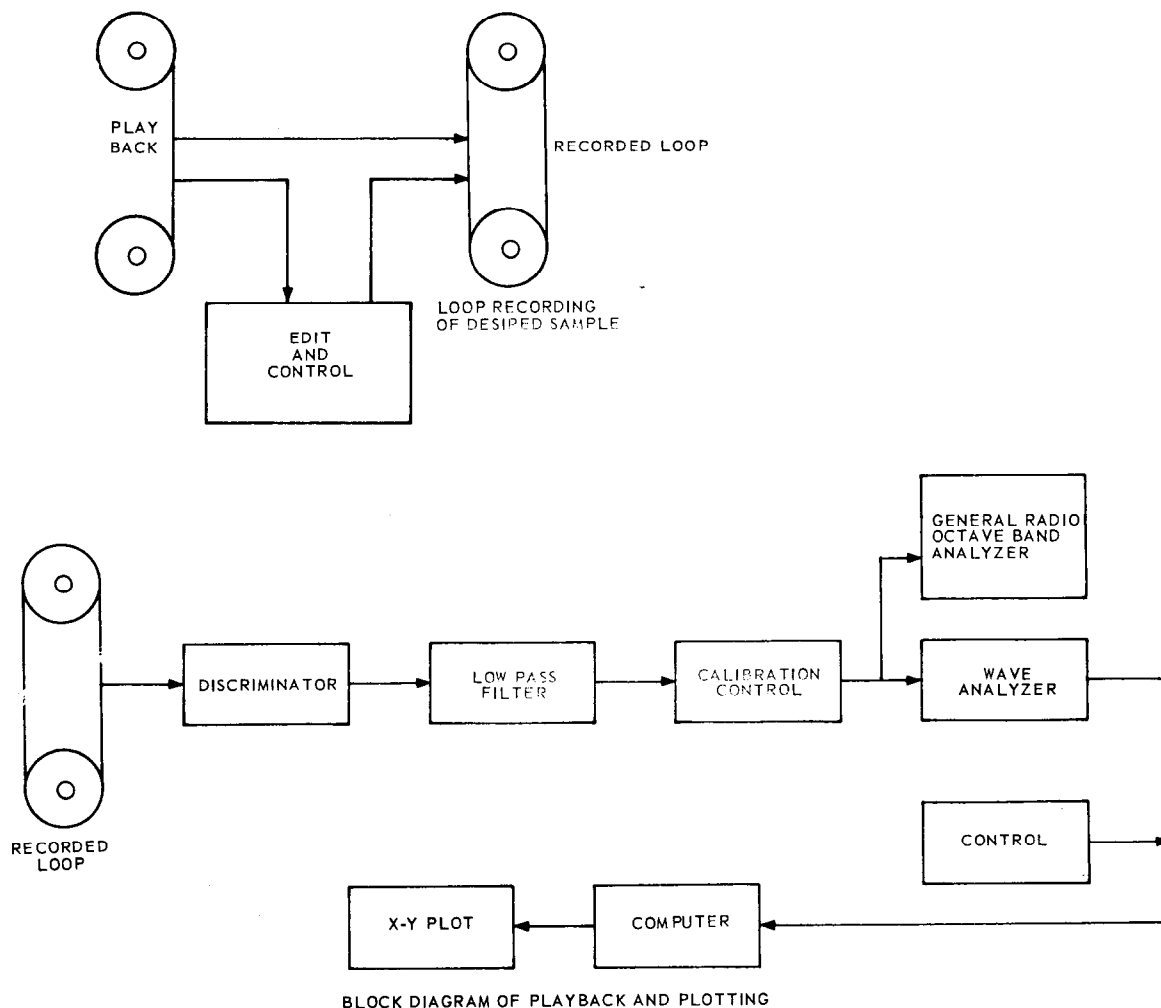 PLAY
BACK
RECORDED LOOP
LOOP RECORDING
OF DESIPED SAMPLE
EDIT
AND
CONTROL
GENERAL RADIO
OCTAVE BAND
ANALYZER
DISCRIMINATOR
LOW PASS
FILTER
CALIBRATION
CONTROL
WAVE
ANALYZER
RECORDED
LOOP
CONTROL
X-Y PLOT
COMPUTER
BLOCK DIAGRAM OF PLAYBACK AND PLOTTING